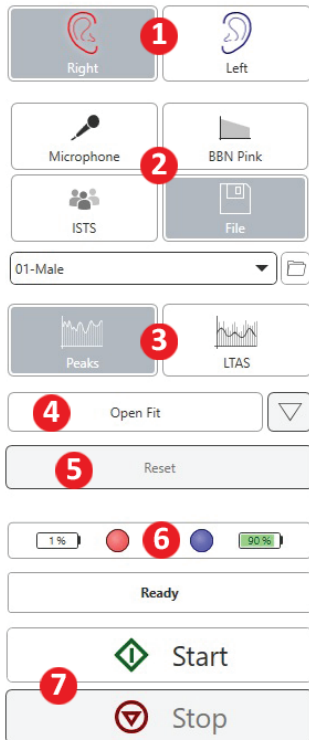 1
Right Left
Microphone BBN Pink
2
ISTS File
01-Male
3
Peaks LTAS
4 Open Fit
5 Reset
1 % 6 90 %
Ready
Start
7
Stop